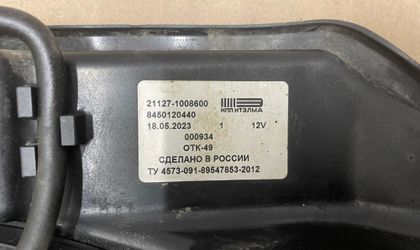 21127-1008600
НПП ИТЭЛМА
8450120440
18.05.2023 1 12V
000934
ОТК-49
СДЕЛАНО В РОССИИ
ТУ 4573-091-89547853-2012